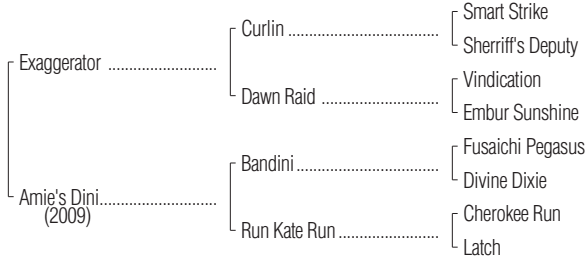 Smart Strike
Curlin
Sherriff's Deputy
Exaggerator
Vindication
Dawn Raid
Embur Sunshine
Fusaichi Pegasus
Bandini
Divine Dixie
Amie's Dini
(2009)
Cherokee Run
Run Kate Run
Latch